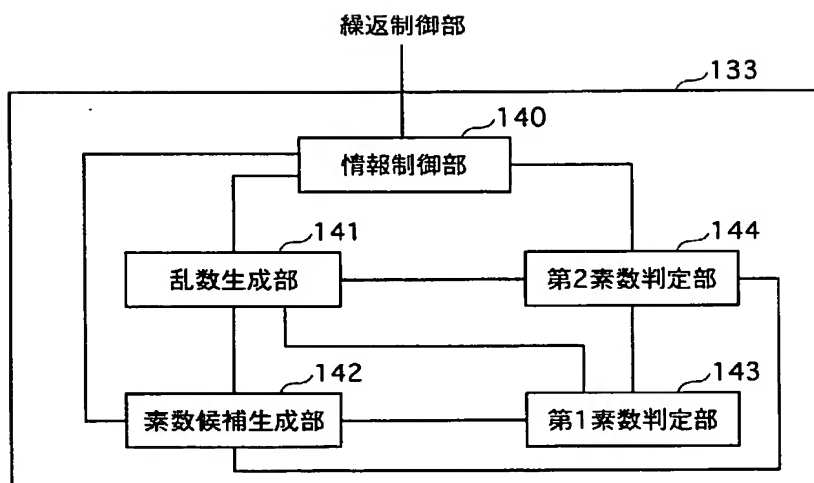 繰返制御部
133
140
情報制御部
141
乱数生成部
144
第2素数判定部
142
素数候補生成部
143
第1素数判定部